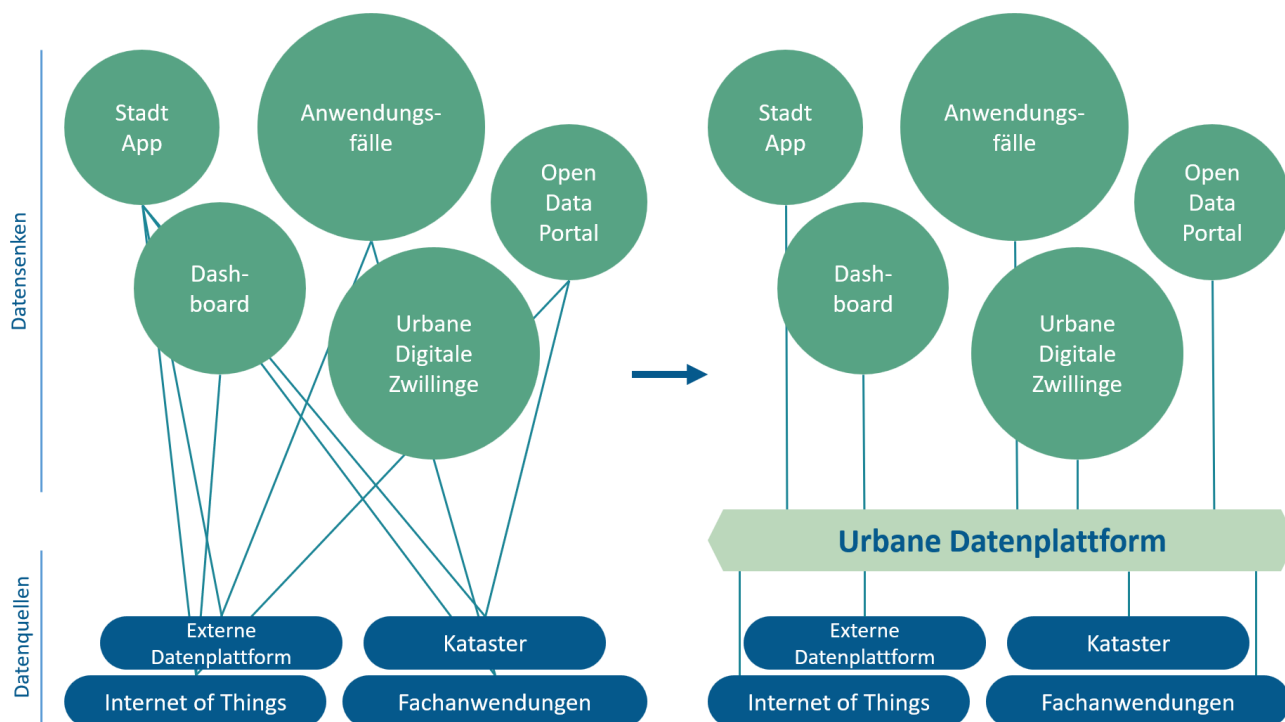 Datensenken
Stadt
App
Anwendungs-
fälle
Open
Data
Portal
Dash-
board
Urbane
Digitale
Zwillinge
Datenquellen
Externe
Datenplattform
Kataster
Internet of Things
Fachanwendungen
Stadt
App
Anwendungs-
fälle
Open
Data
Portal
Dash-
board
Urbane
Digitale
Zwillinge
Urbane Datenplattform
Externe
Datenplattform
Kataster
Internet of Things
Fachanwendungen